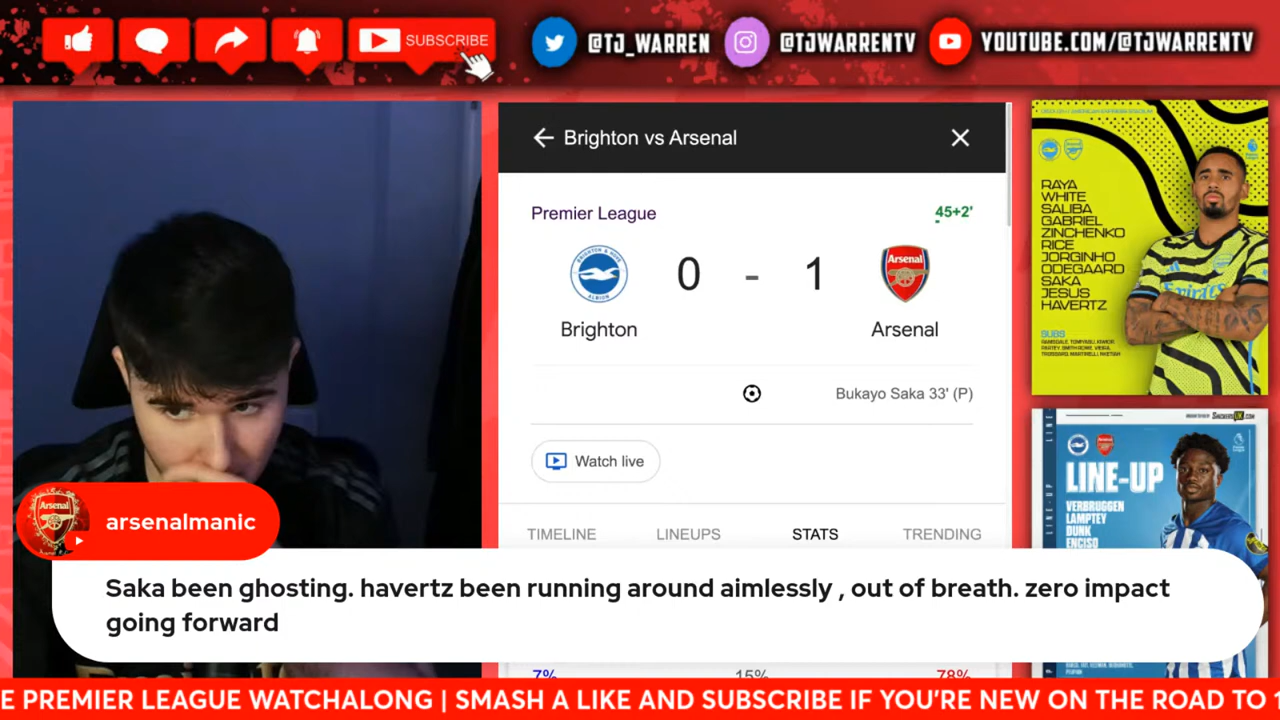 SUBSCRIBE
@TJ_WARREN
@TJWARRENTV
YOUTUBE.COM/@TJWARRENTV
Brighton vs Arsenal
Premier League
45+2'
0 - 1
Arsenal
Brighton
Arsenal
Bukayo Saka 33' (P)
Watch live
TIMELINE LINEUPS STATS TRENDING
7% 15% 78%
RAYA
WHITE
SALIBA
GABRIEL
ZINCHENKO
RICE
JORGINHO
ODEGAARD
SAKA
JESUS
HAVERTZ
SUBS
LINE-UP
VERBRUGGEN
LAMPTEY
DUNK
ENCISO
Arsenal
arsenalmanic
Saka been ghosting. havertz been running around aimlessly , out of breath. zero impact
going forward
E PREMIER LEAGUE WATCHALONG | SMASH A LIKE AND SUBSCRIBE IF YOU'RE NEW ON THE ROAD TO